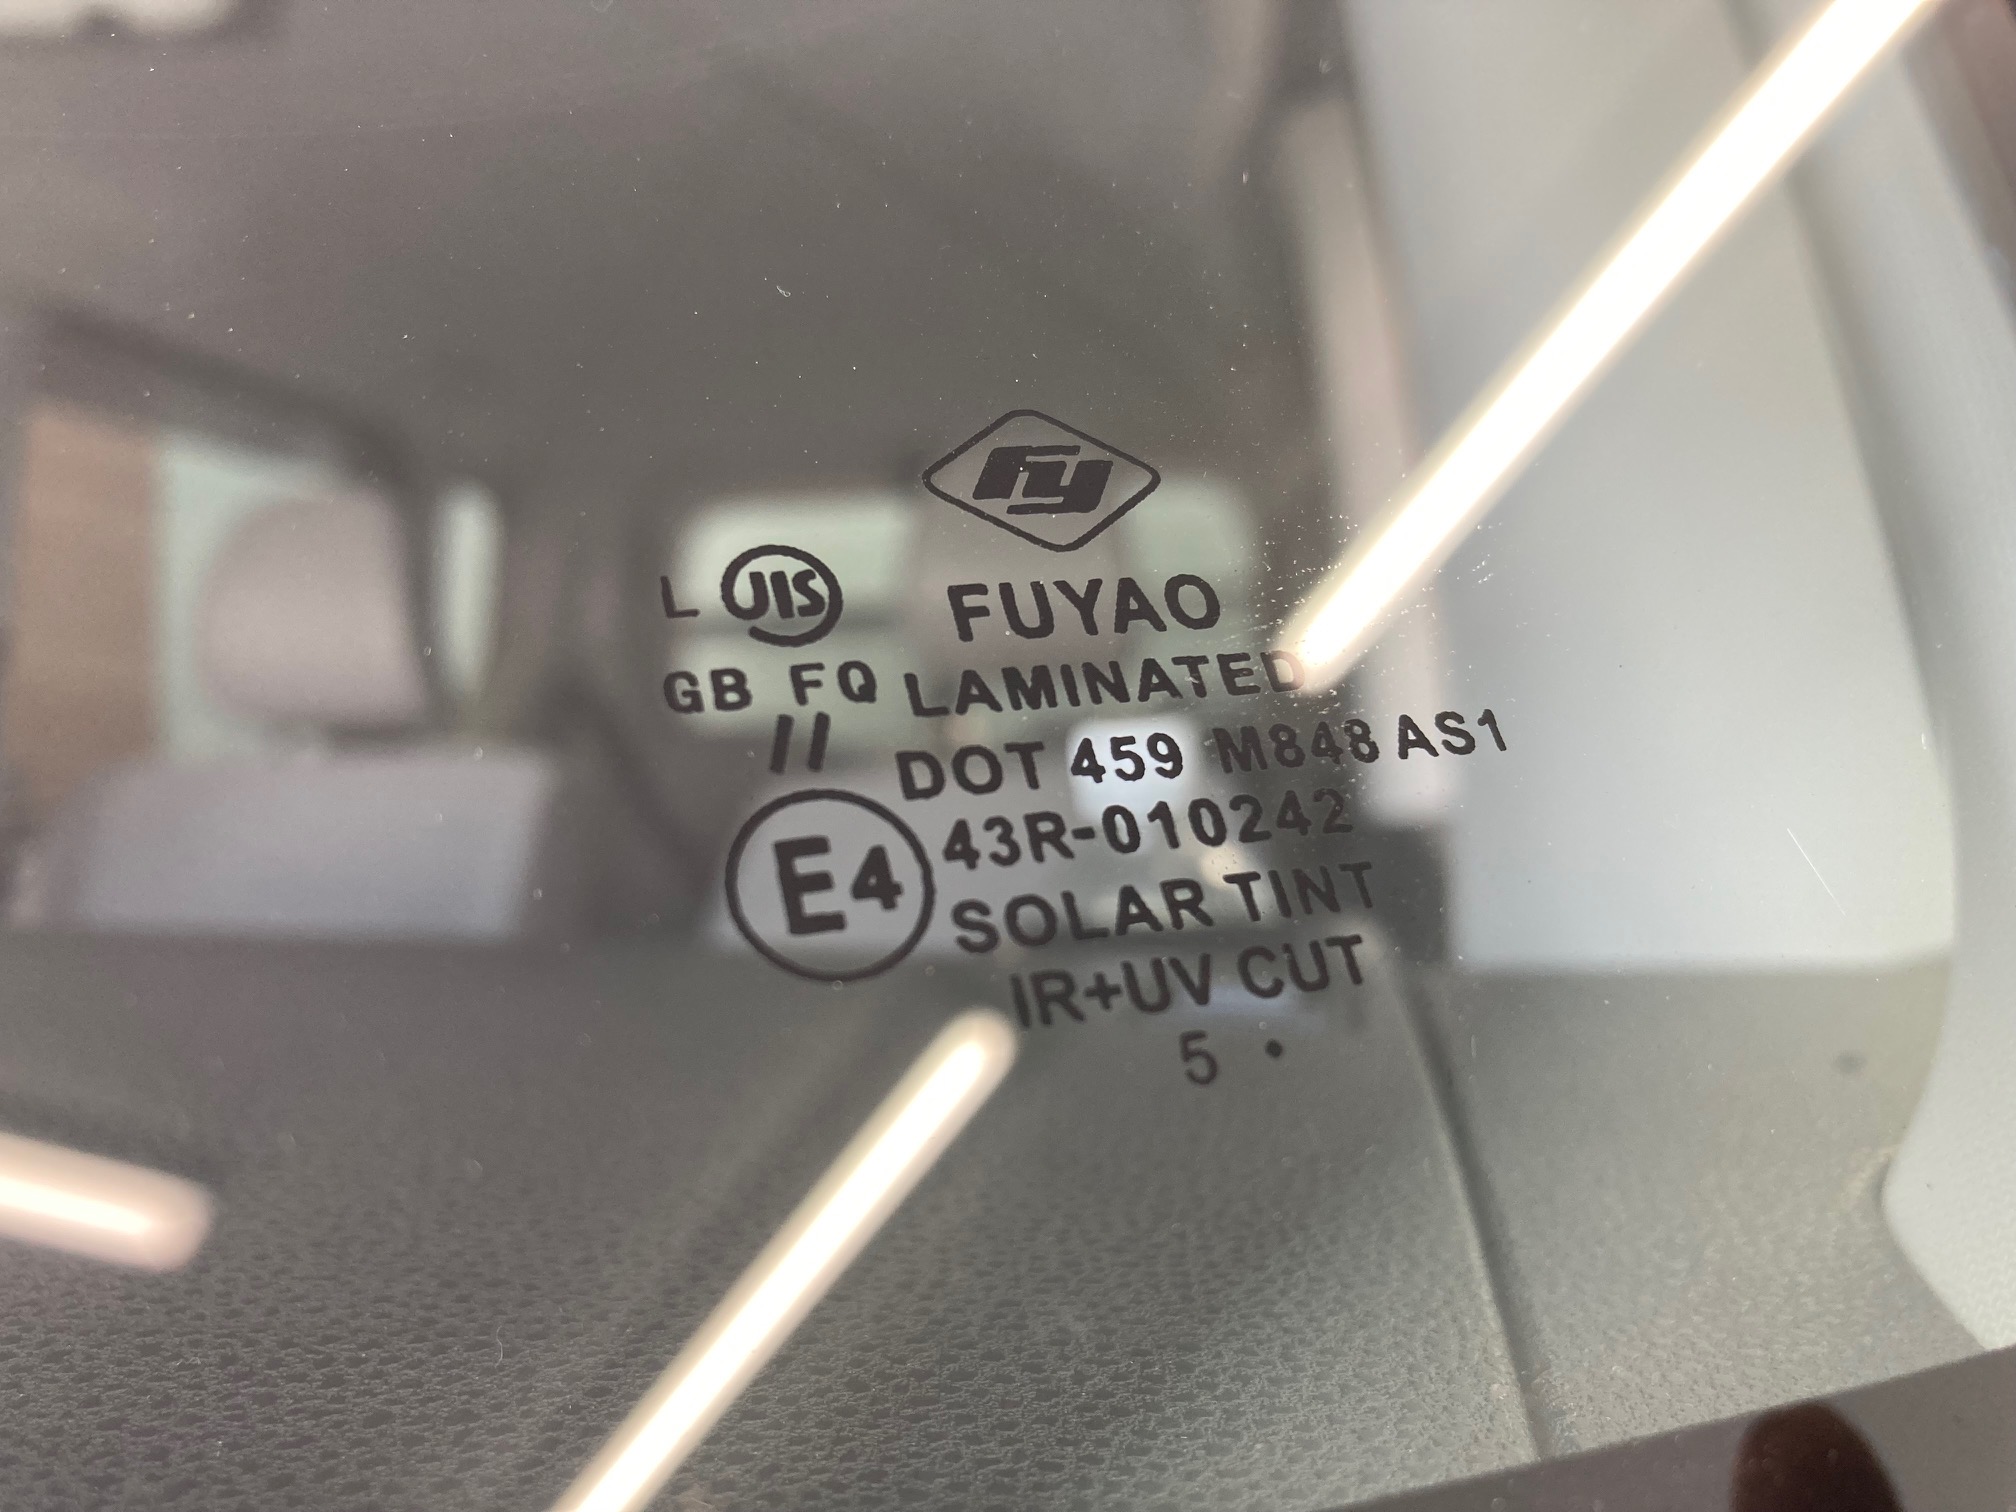 fy
L JIS FUYAO
GB FQ LAMINATED
II DOT 459 M848 AS1
E4 43R-010242
SOLAR TINT
IR+UV CUT
5 •